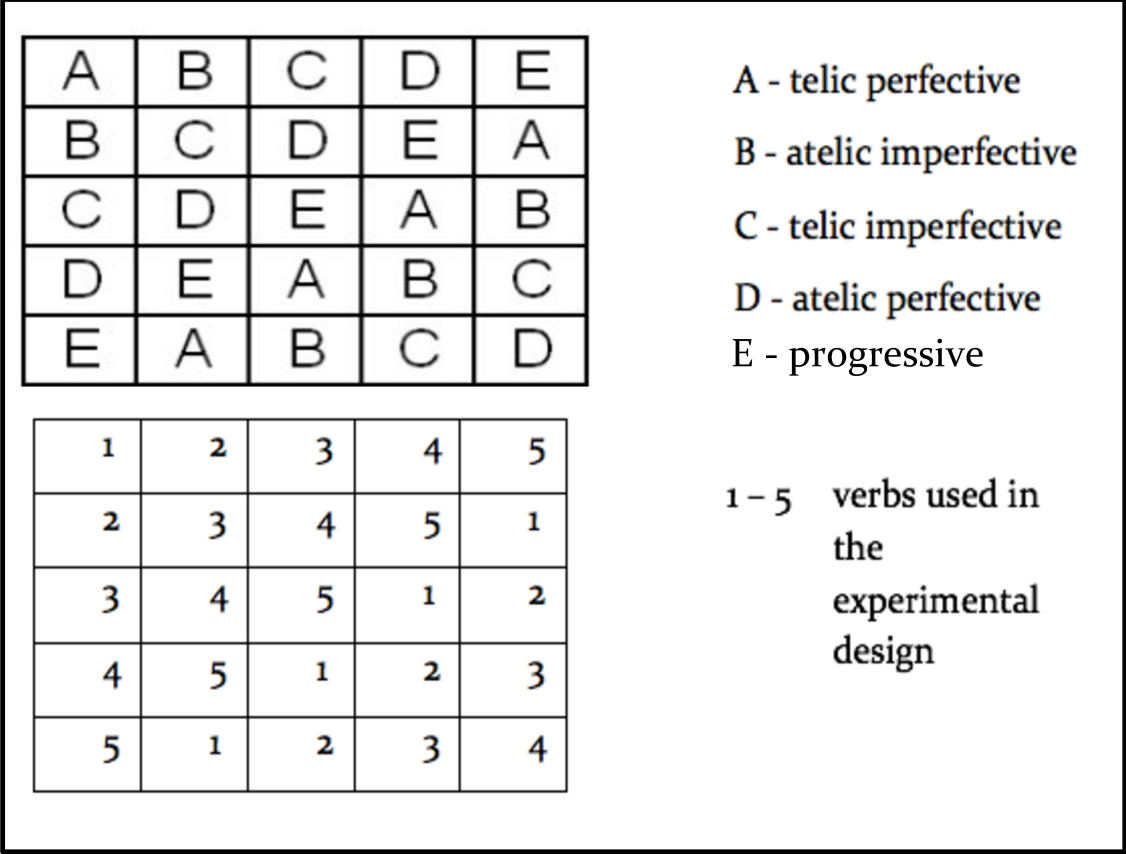 A B C D E
B C D E A
C D E A B
D E A B C
E A B C D
A - telic perfective
B - atelic imperfective
C - telic imperfective
D - atelic perfective
E - progressive
1 2 3 4 5
2 3 4 5 1
3 4 5 1 2
4 5 1 2 3
5 1 2 3 4
1 – 5 verbs used in
the
experimental
design